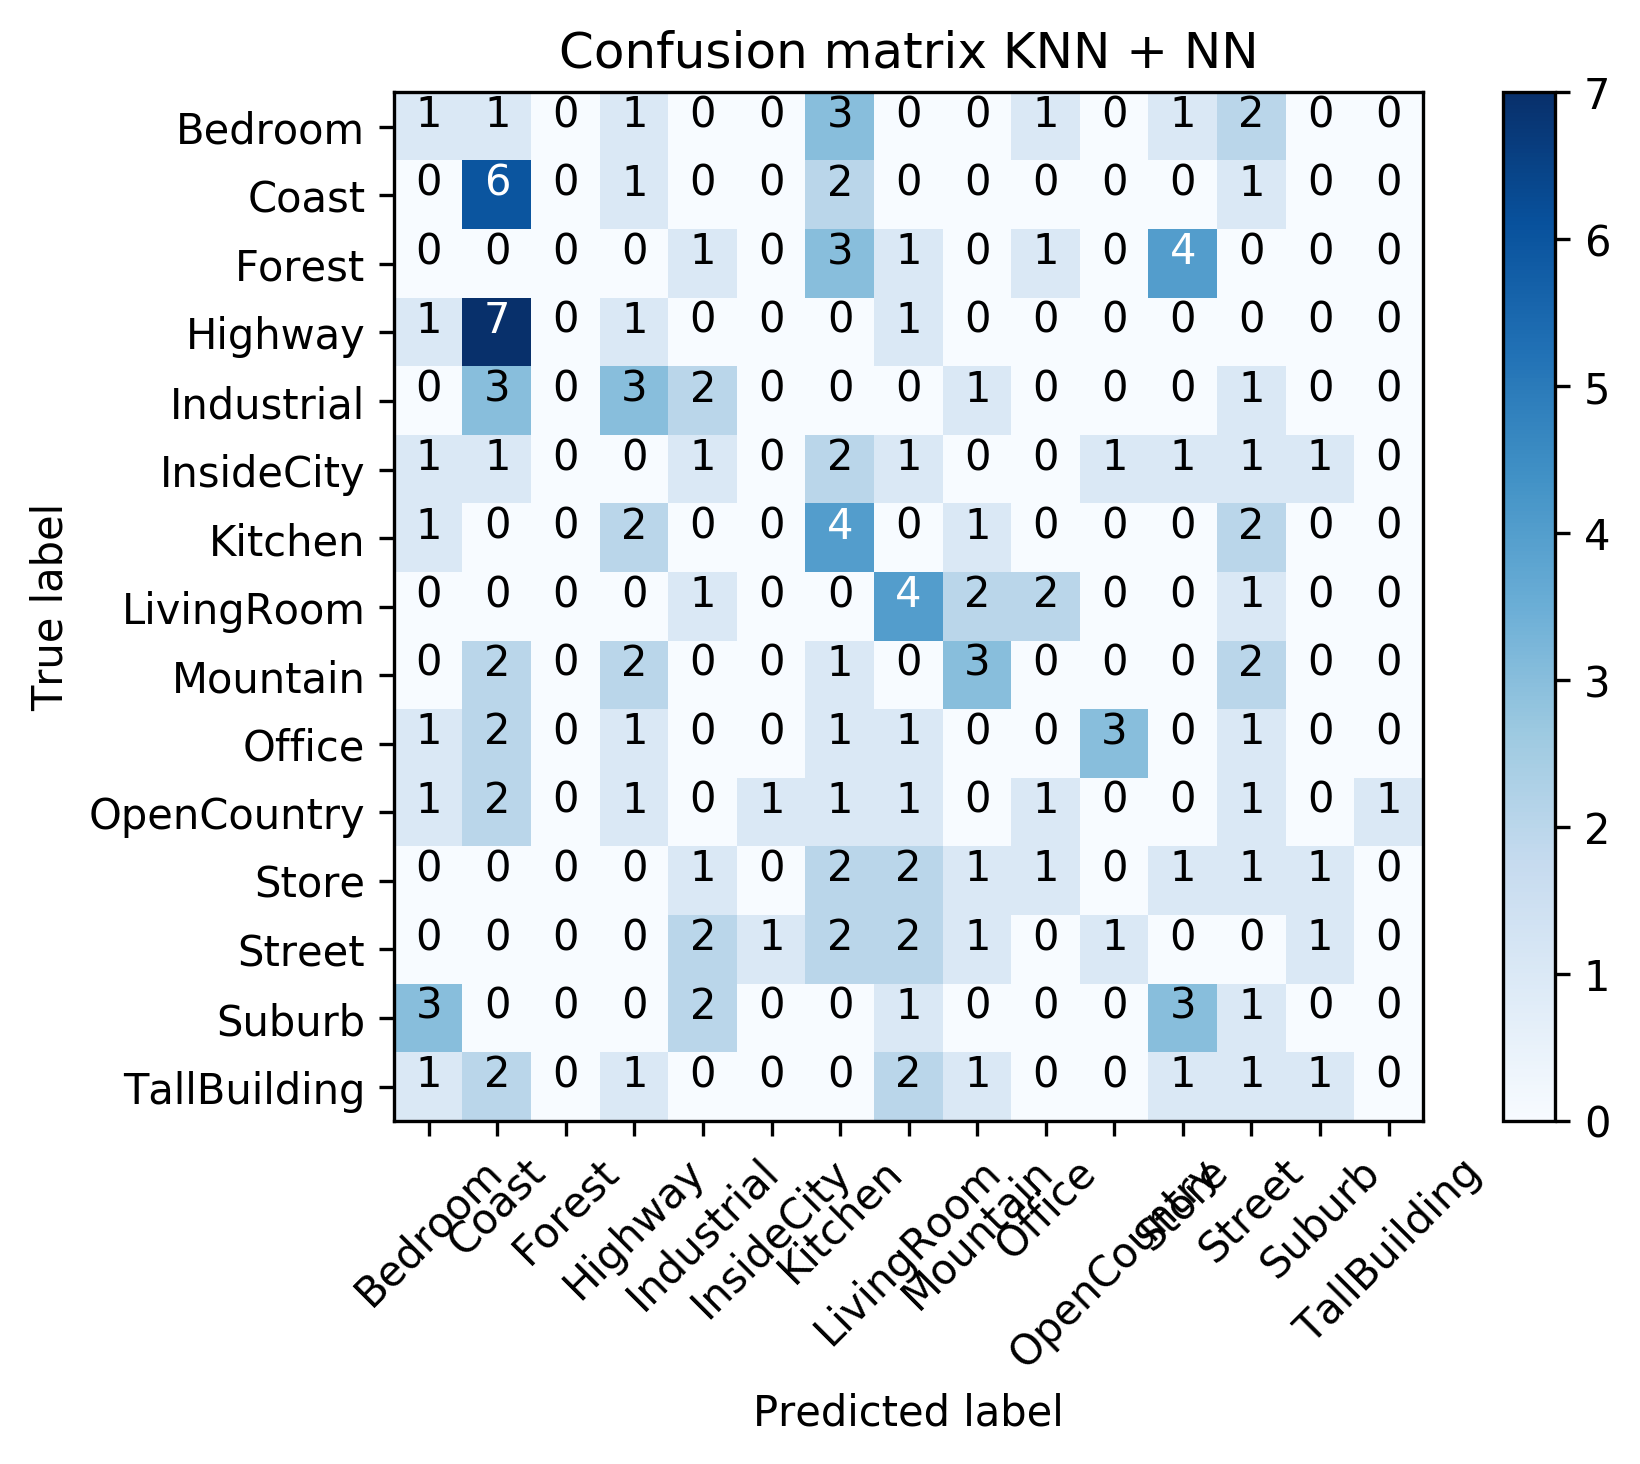 Confusion matrix KNN + NN
Bedroom 1 1 0 1 0 0 3 0 0 1 0 1 2 0 0
Coast 0 6 0 1 0 0 2 0 0 0 0 0 1 0 0
Forest 0 0 0 0 1 0 3 1 0 1 0 4 0 0 0
Highway 1 7 0 1 0 0 0 1 0 0 0 0 0 0 0
Industrial 0 3 0 3 2 0 0 0 1 0 0 0 1 0 0
InsideCity 1 1 0 0 1 0 2 1 0 0 1 1 1 1 0
Kitchen 1 0 0 2 0 0 4 0 1 0 0 0 2 0 0
LivingRoom 0 0 0 0 1 0 0 4 2 2 0 0 1 0 0
Mountain 0 2 0 2 0 0 1 0 3 0 0 0 2 0 0
Office 1 2 0 1 0 0 1 1 0 0 3 0 1 0 0
OpenCountry 1 2 0 1 0 1 1 1 0 1 0 0 1 0 1
Store 0 0 0 0 1 0 2 2 1 1 0 1 1 1 0
Street 0 0 0 0 2 1 2 2 1 0 1 0 0 1 0
Suburb 3 0 0 0 2 0 0 1 0 0 0 3 1 0 0
TallBuilding 1 2 0 1 0 0 0 2 1 0 0 1 1 1 0
True label
Bedroom
Coast
Forest
Highway
Industrial
InsideCity
Kitchen
LivingRoom
Mountain
Office
OpenCountry
Store
Street
Suburb
TallBuilding
Predicted label
7
6
5
4
3
2
1
0